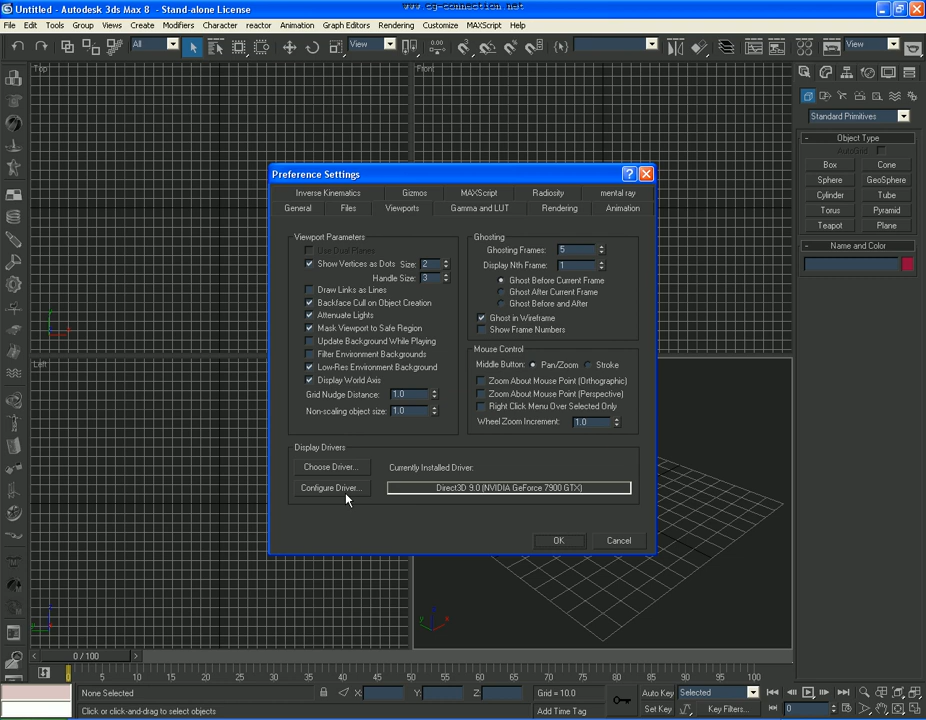 Untitled - Autodesk 3ds Max 8 - Stand-alone License
www.cg-connection.net
File Edit Tools Group Views Create Modifiers Character reactor Animation Graph Editors Rendering Customize MAXScript Help
All View View
Top
Front
Left
Standard Primitives
- Object Type
AutoGrid
Box Cone
Sphere GeoSphere
Cylinder Tube
Torus Pyramid
Teapot Plane
- Name and Color
Preference Settings
Inverse Kinematics Gizmos MAXScript Radiosity mental ray
General Files Viewports Gamma and LUT Rendering Animation
Viewport Parameters
Use Dual Planes
Show Vertices as Dots Size: 2
Handle Size: 3
Draw Links as Lines
Backface Cull on Object Creation
Attenuate Lights
Mask Viewport to Safe Region
Update Background While Playing
Filter Environment Backgrounds
Low-Res Environment Background
Display World Axis
Grid Nudge Distance: 1.0
Non-scaling object size: 1.0
Ghosting
Ghosting Frames: 5
Display Nth Frame: 1
Ghost Before Current Frame
Ghost After Current Frame
Ghost Before and After
Ghost in Wireframe
Show Frame Numbers
Mouse Control
Middle Button: Pan/Zoom Stroke
Zoom About Mouse Point (Orthographic)
Zoom About Mouse Point (Perspective)
Right Click Menu Over Selected Only
Wheel Zoom Increment: 1.0
Display Drivers
Choose Driver... Currently Installed Driver:
Configure Driver... Direct3D 9.0 (NVIDIA GeForce 7900 GTX)
OK Cancel
z
y x
0 / 100
0 5 10 15 20 25 30 35 40 45 50 55 60 65 70 75 80 85 90 95 100
None Selected X: Y: Z: Grid = 10.0 Auto Key Selected
Click or click-and-drag to select objects Add Time Tag Set Key Key Filters... 0